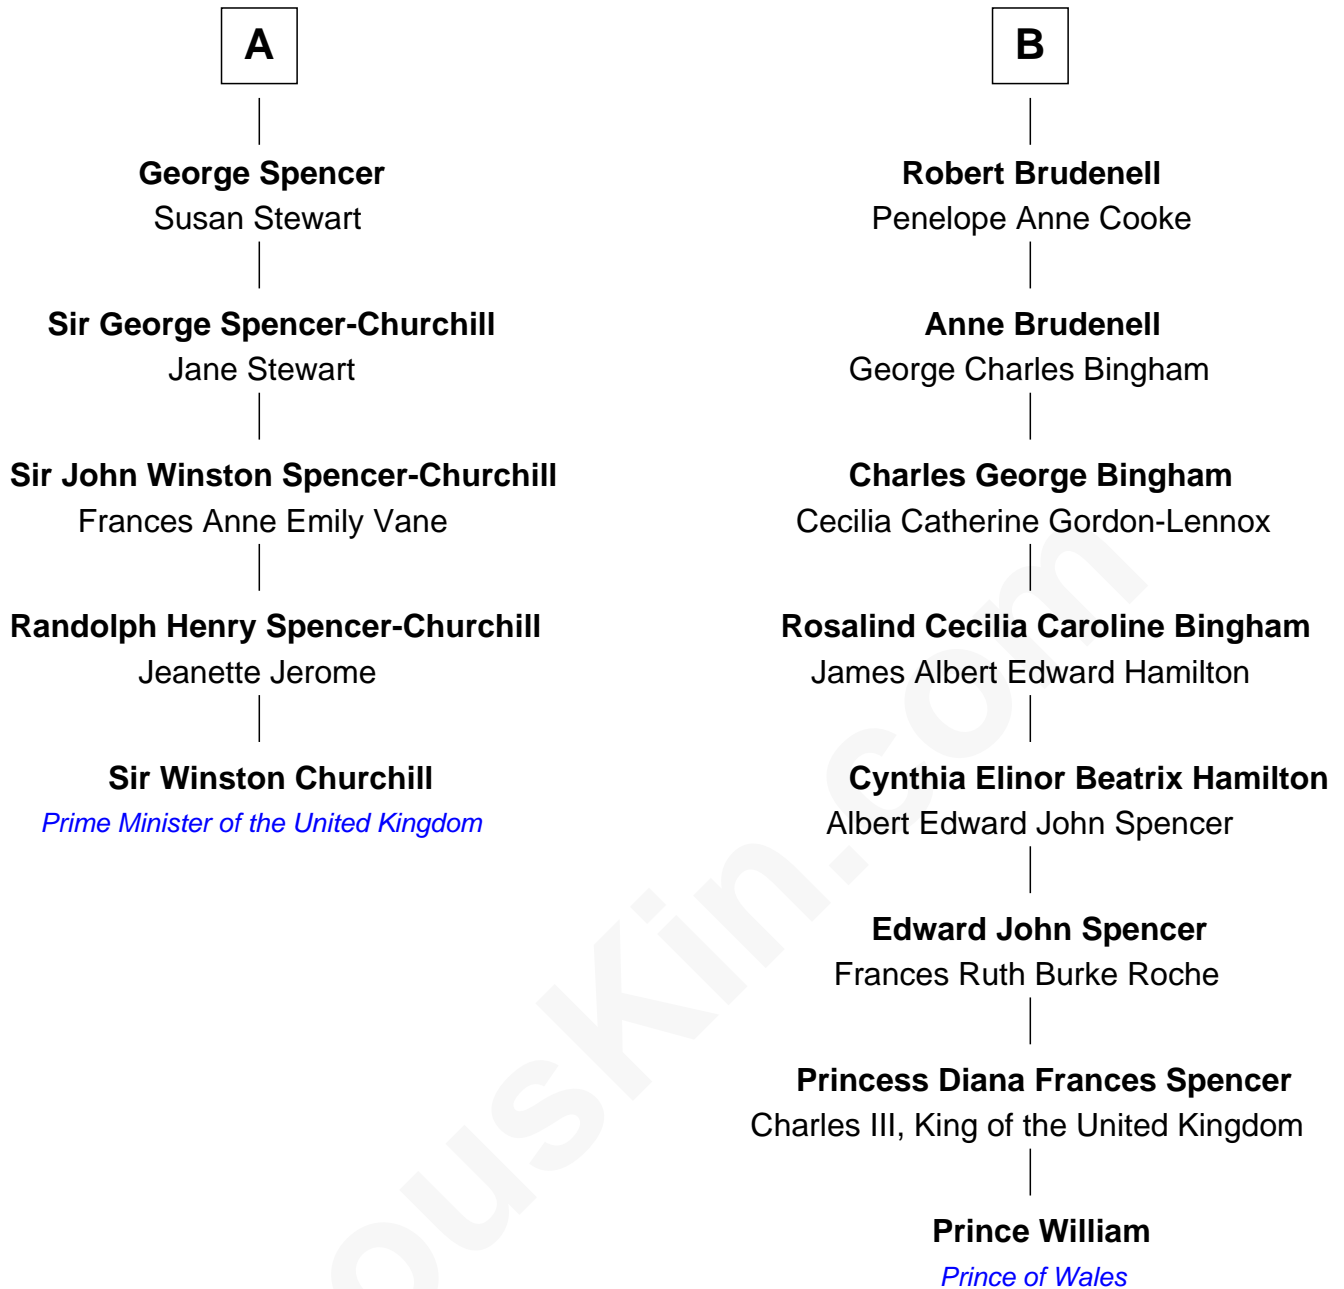 A
George Spencer
Susan Stewart
Sir George Spencer-Churchill
Jane Stewart
Sir John Winston Spencer-Churchill
Frances Anne Emily Vane
Randolph Henry Spencer-Churchill
Jeanette Jerome
Sir Winston Churchill
Prime Minister of the United Kingdom
B
Robert Brudenell
Penelope Anne Cooke
Anne Brudenell
George Charles Bingham
Charles George Bingham
Cecilia Catherine Gordon-Lennox
Rosalind Cecilia Caroline Bingham
James Albert Edward Hamilton
Cynthia Elinor Beatrix Hamilton
Albert Edward John Spencer
Edward John Spencer
Frances Ruth Burke Roche
Princess Diana Frances Spencer
Charles III, King of the United Kingdom
Prince William
Prince of Wales
ousKin.com